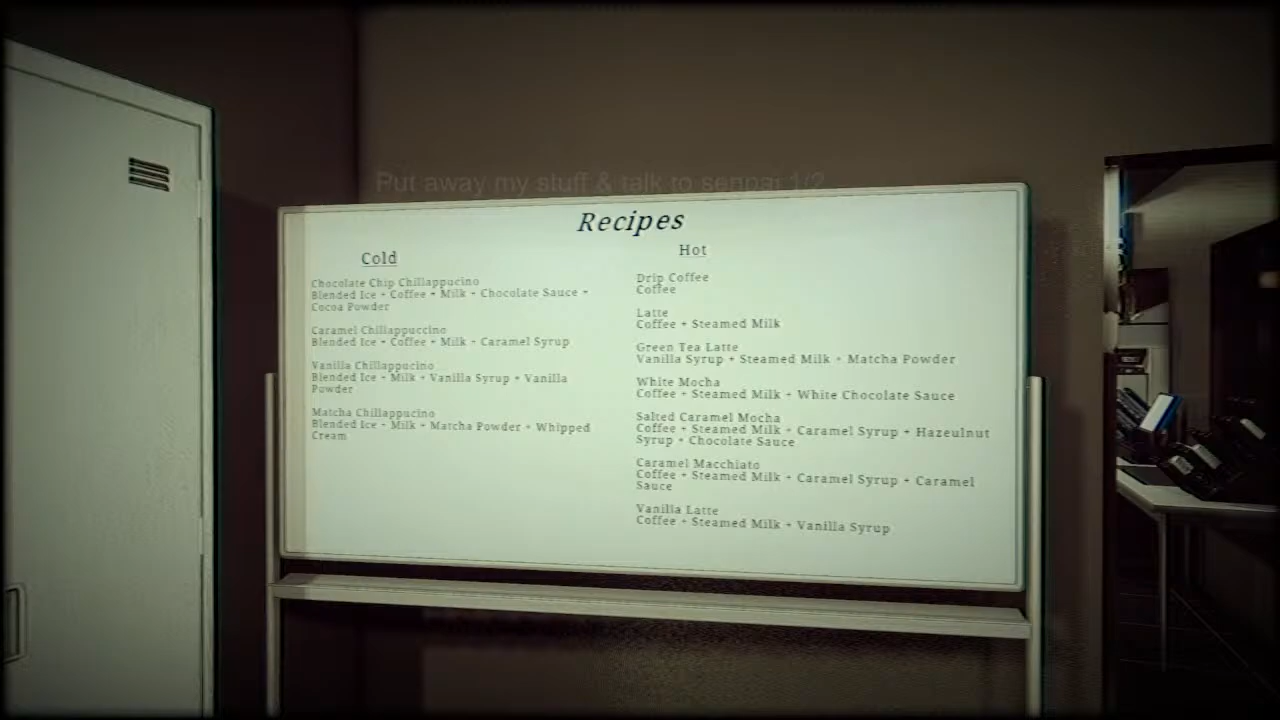 Put away my stuff & talk to senpai 1/2
Recipes
Cold
Chocolate Chip Chillappucino
Blended Ice + Coffee + Milk + Chocolate Sauce +
Cocoa Powder
Caramel Chillappuccino
Blended Ice + Coffee + Milk + Caramel Syrup
Vanilla Chillappucino
Blended Ice + Milk + Vanilla Syrup + Vanilla
Powder
Matcha Chillappucino
Blended Ice + Milk + Matcha Powder + Whipped
Cream
Hot
Drip Coffee
Coffee
Latte
Coffee + Steamed Milk
Green Tea Latte
Vanilla Syrup + Steamed Milk + Matcha Powder
White Mocha
Coffee + Steamed Milk + White Chocolate Sauce
Salted Caramel Mocha
Coffee + Steamed Milk + Caramel Syrup + Hazeulnut
Syrup + Chocolate Sauce
Caramel Macchiato
Coffee + Steamed Milk + Caramel Syrup + Caramel
Sauce
Vanilla Latte
Coffee + Steamed Milk + Vanilla Syrup